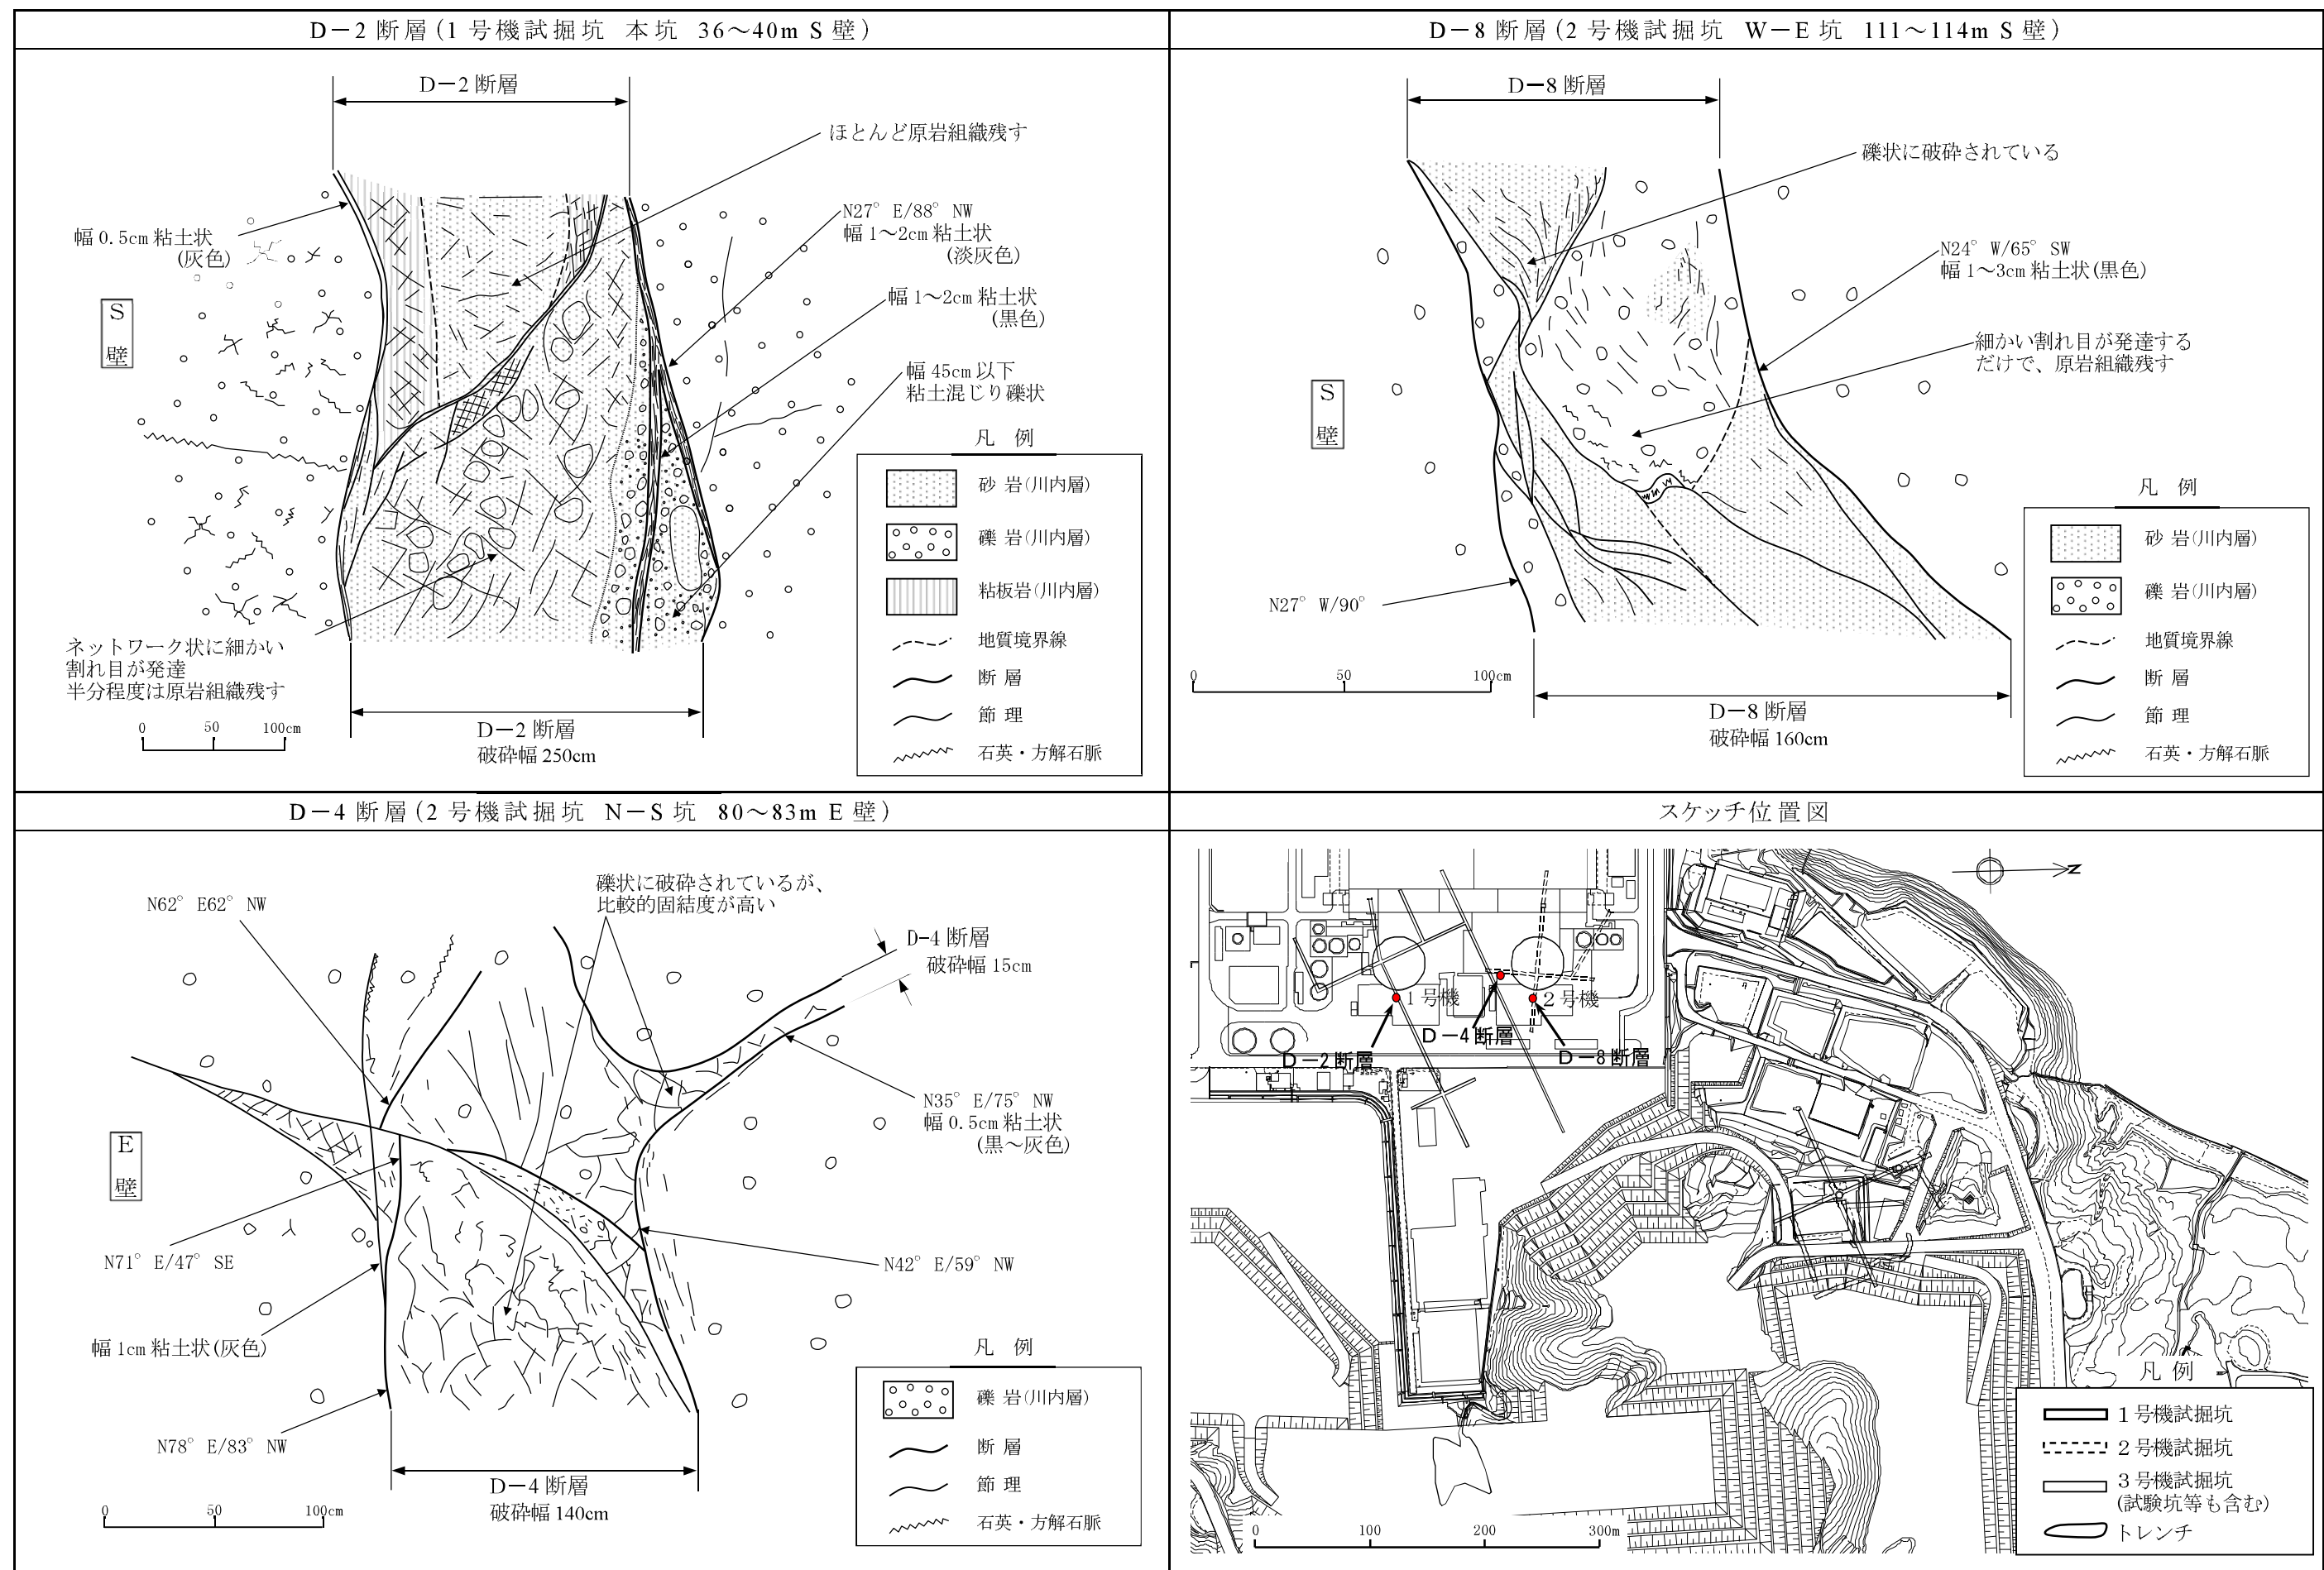 D－2 断層(1 号機試掘坑 本坑 36～40m S 壁)
D－2 断層
ほとんど原岩組織残す
N27° E/88° NW
幅 1～2cm 粘土状
(淡灰色)
幅 0.5cm 粘土状
(灰色)
幅 1～2cm 粘土状
(黒色)
幅 45cm 以下
粘土混じり礫状
S
壁
ネットワーク状に細かい
割れ目が発達
半分程度は原岩組織残す
0 50 100cm
D－2 断層
破砕幅 250cm
凡 例
砂 岩(川内層)
礫 岩(川内層)
粘板岩(川内層)
地質境界線
断 層
節 理
石英・方解石脈
D－8 断層(2 号機試掘坑 W－E 坑 111～114m S 壁)
D－8 断層
礫状に破砕されている
N24° W/65° SW
幅 1～3cm 粘土状(黒色)
細かい割れ目が発達する
だけで、原岩組織残す
S
壁
N27° W/90°
0 50 100cm
D－8 断層
破砕幅 160cm
凡 例
砂 岩(川内層)
礫 岩(川内層)
地質境界線
断 層
節 理
石英・方解石脈
D－4 断層(2 号機試掘坑 N－S 坑 80～83m E 壁)
礫状に破砕されているが、
比較的固結度が高い
N62° E62° NW
D-4 断層
破砕幅 15cm
N35° E/75° NW
幅 0.5cm 粘土状
(黒～灰色)
E
壁
N71° E/47° SE
N42° E/59° NW
幅 1cm 粘土状(灰色)
N78° E/83° NW
0 50 100cm
D－4 断層
破砕幅 140cm
凡 例
礫 岩(川内層)
断 層
節 理
石英・方解石脈
スケッチ位置図
N
1 号機
2 号機
D－4断層
D－2断層
D－8断層
0 100 200 300m
凡 例
1 号機試掘坑
2 号機試掘坑
3 号機試掘坑
(試験坑等も含む)
トレンチ